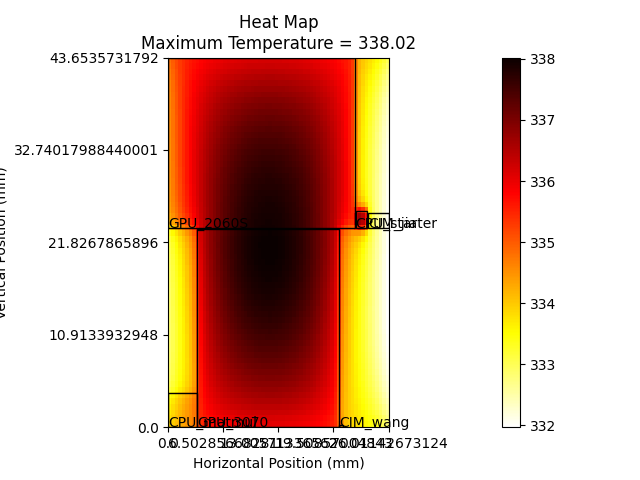 Heat Map
Maximum Temperature = 338.02
43.6535731792
32.74017988440001
21.8267865896
10.9133932948
0.0
Vertical Position (mm)
GPU_2060S
CIM_wang
Horizontal Position (mm)
338
337
336
335
334
333
332